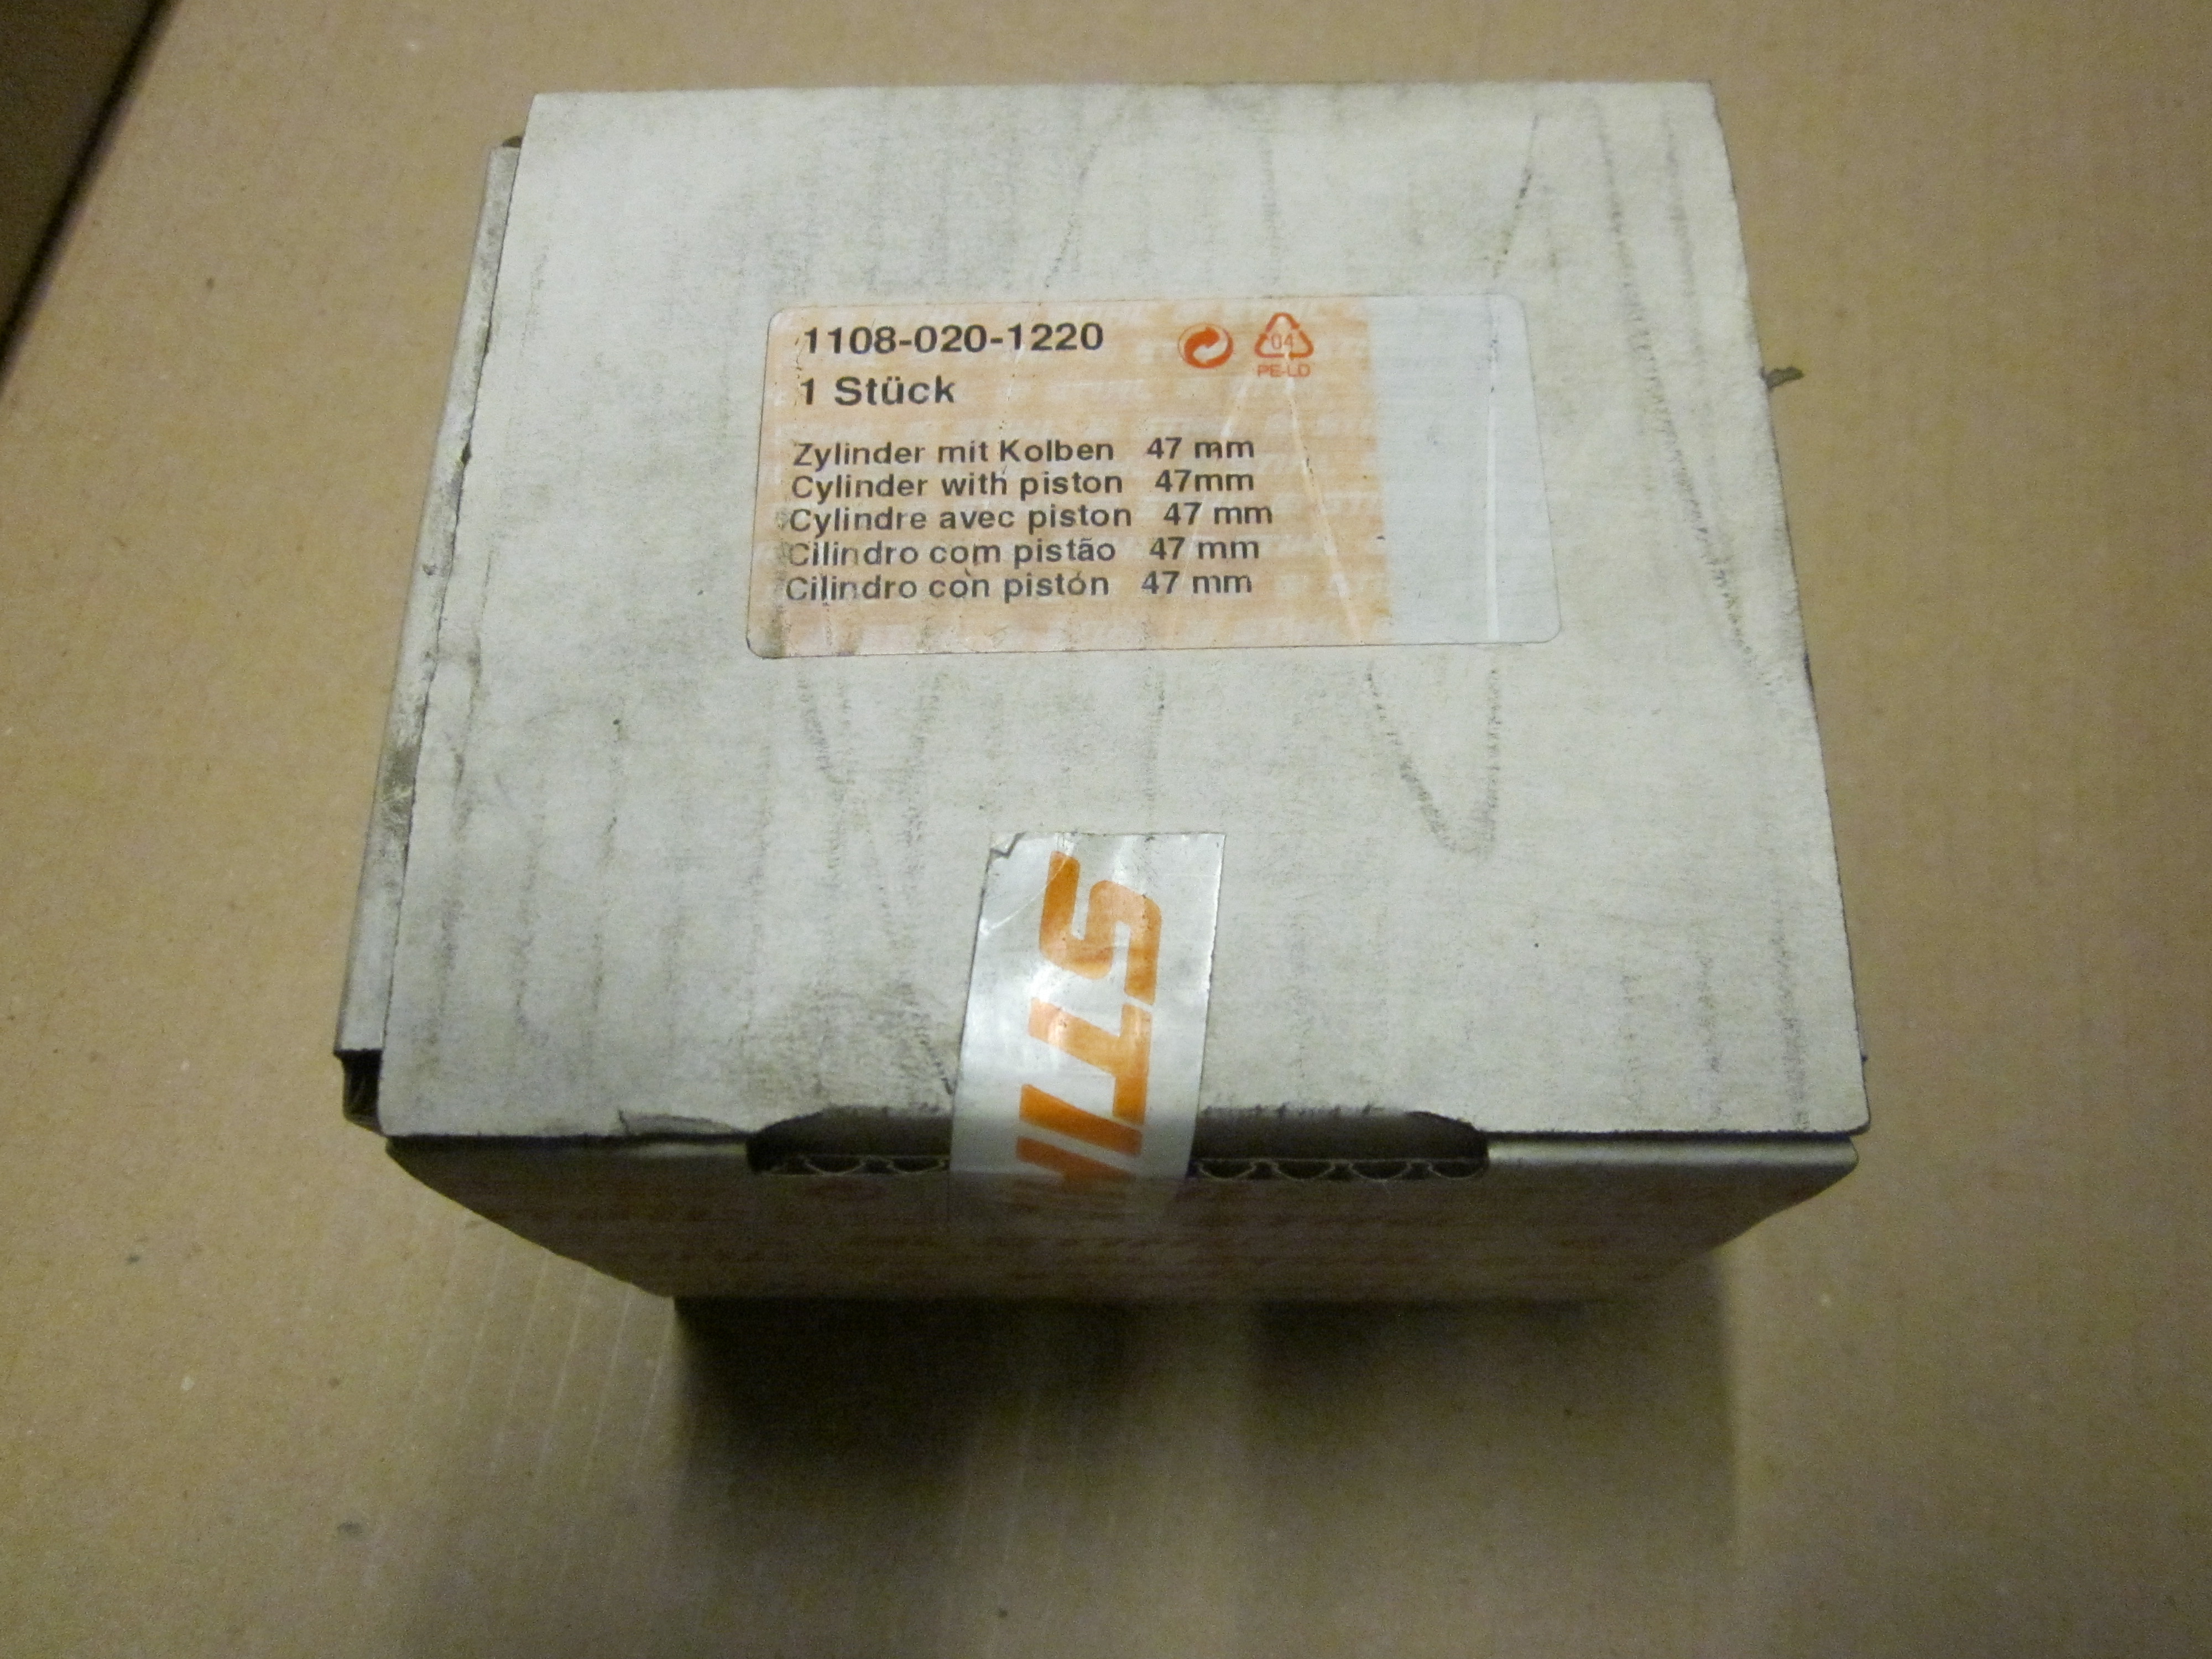 1108-020-1220
04
PE-LD
1 Stück
Zylinder mit Kolben 47 mm
Cylinder with piston 47mm
Cylindre avec piston 47 mm
Cilindro com pistão 47 mm
Cilindro con pistón 47 mm
STI